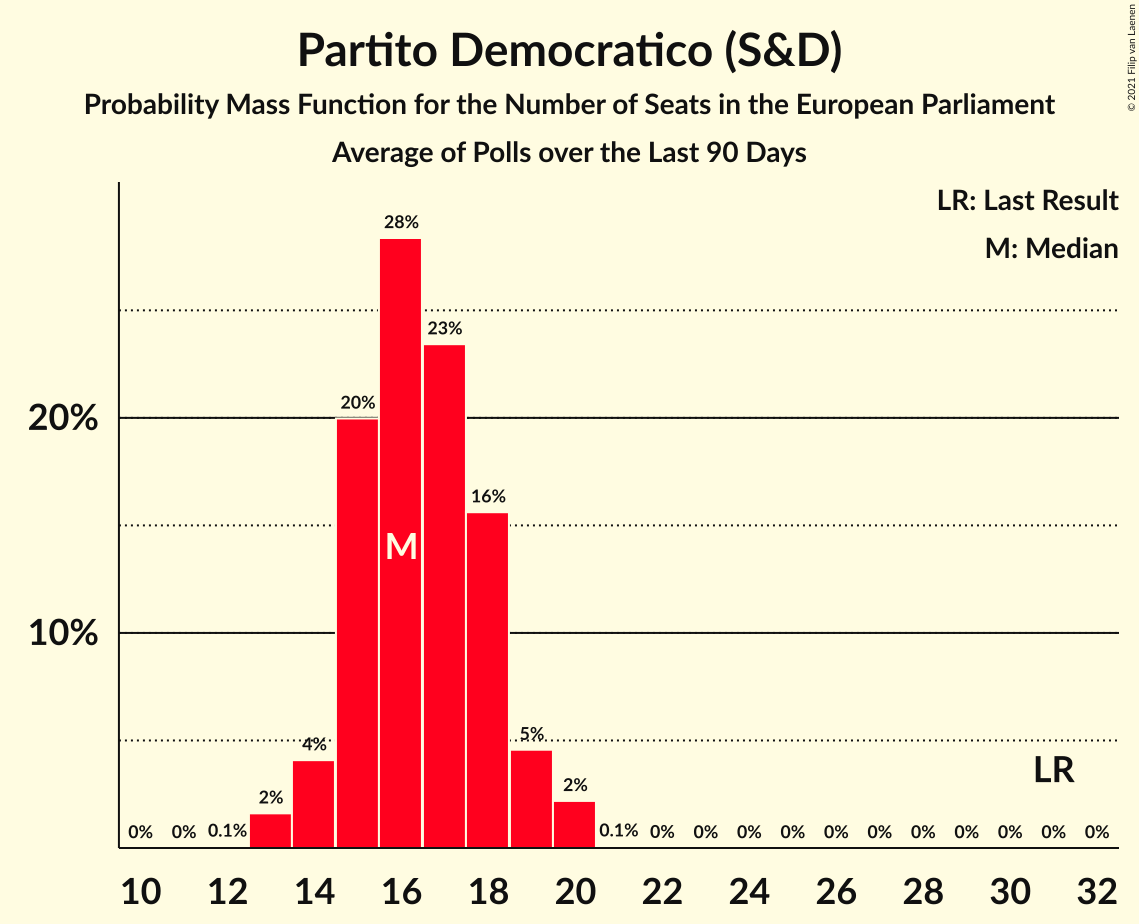 Partito Democratico (S&D)
Probability Mass Function for the Number of Seats in the European Parliament
Average of Polls over the Last 90 Days
© 2021 Filip van Laenen
LR: Last Result
M: Median
28%
23%
20%
20%
16%
M
10%
5%
4%
LR
2%
2%
0% 0% 0.1% 0.1% 0% 0% 0% 0% 0% 0% 0% 0% 0% 0% 0%
10 12 14 16 18 20 22 24 26 28 30 32